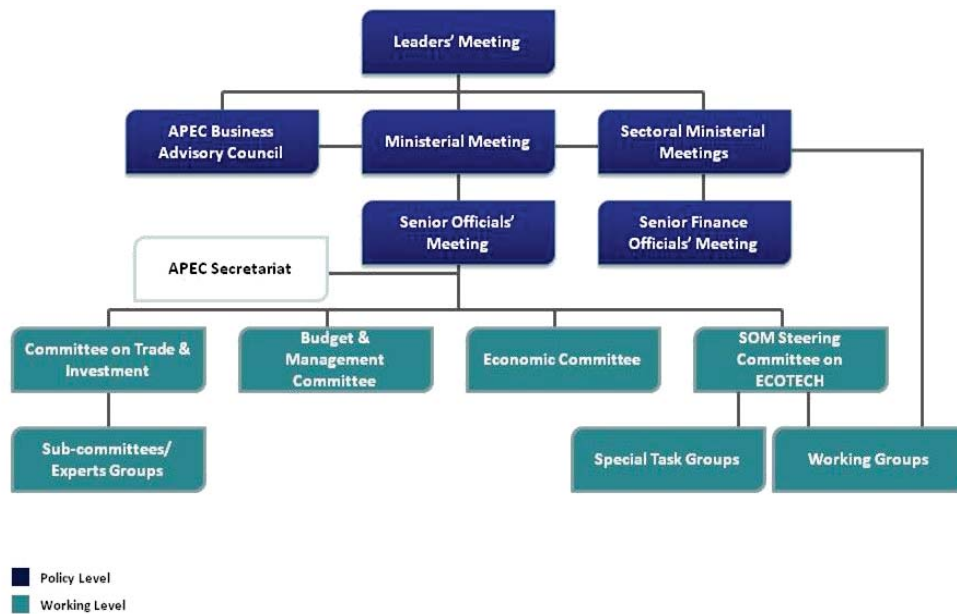 Leaders' Meeting
APEC Business
Advisory Council
Ministerial Meeting
Sectoral Ministerial
Meetings
Senior Officials'
Meeting
Senior Finance
Officials' Meeting
APEC Secretariat
Committee on Trade &
Investment
Budget &
Management
Committee
Economic Committee
SOM Steering
Committee on
ECOTECH
Sub-committees/
Experts Groups
Special Task Groups
Working Groups
Policy Level
Working Level